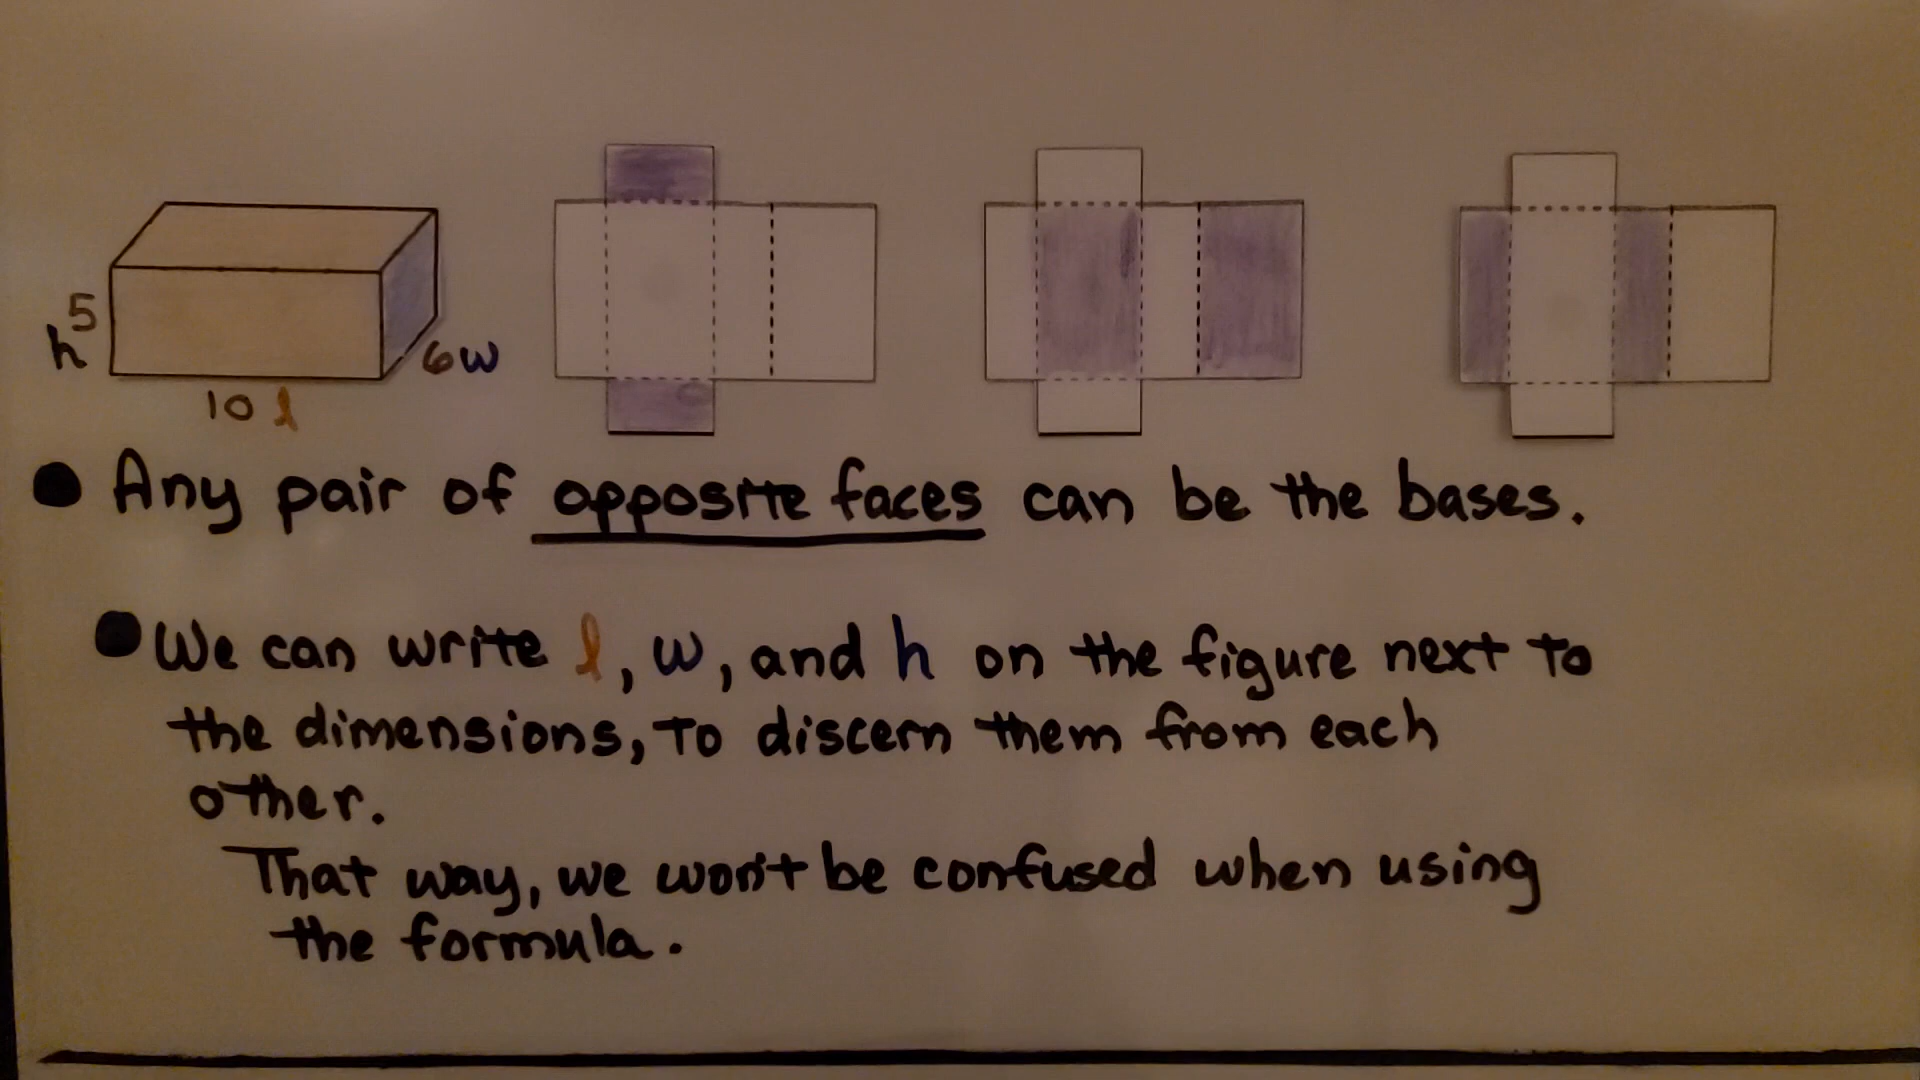 5
h
6w
10 l
Any pair of opposite faces can be the bases.
We can write l, w, and h on the figure next to
the dimensions, to discern them from each
other.
That way, we won't be confused when using
the formula.